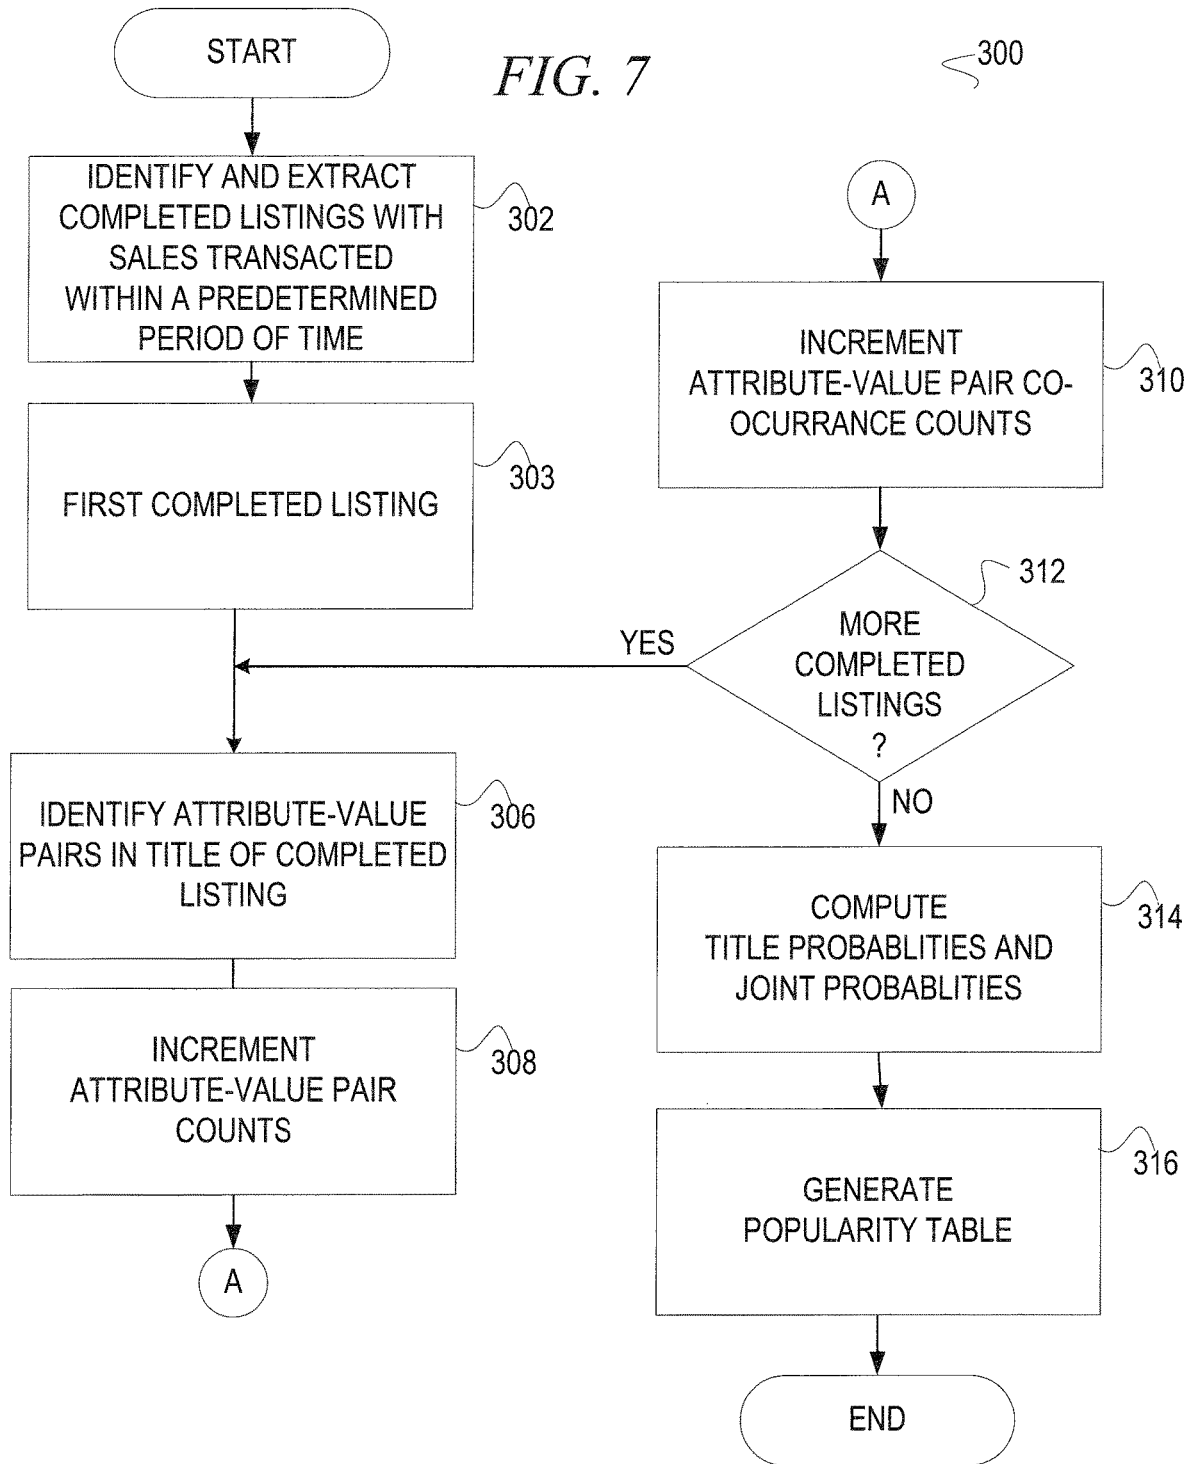 START
FIG. 7
300
IDENTIFY AND EXTRACT
COMPLETED LISTINGS WITH
SALES TRANSACTED
WITHIN A PREDETERMINED
PERIOD OF TIME
302
FIRST COMPLETED LISTING
303
IDENTIFY ATTRIBUTE-VALUE
PAIRS IN TITLE OF COMPLETED
LISTING
306
INCREMENT
ATTRIBUTE-VALUE PAIR
COUNTS
308
A
A
INCREMENT
ATTRIBUTE-VALUE PAIR CO-
OCURRANCE COUNTS
310
MORE
COMPLETED
LISTINGS
?
312
YES
NO
COMPUTE
TITLE PROBABLITIES AND
JOINT PROBABLITIES
314
GENERATE
POPULARITY TABLE
316
END